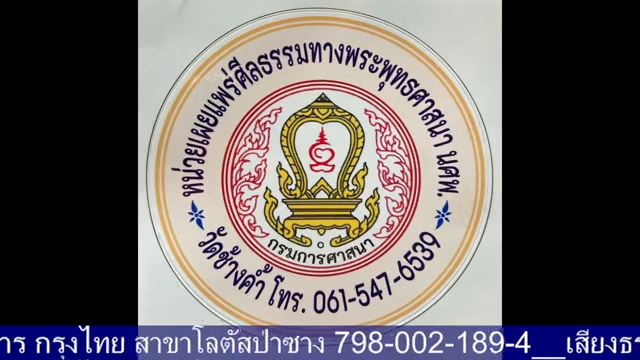 หน่วยเผยแพร่ศีลธรรมทางพระพุทธศาสนา นศพ.
กรมการศาสนา
วัดช้างค้ำ โทร. 061-547-6539
าร กรุงไทย สาขาโลตัสป่าซาง 798-002-189-4__เสียงธร